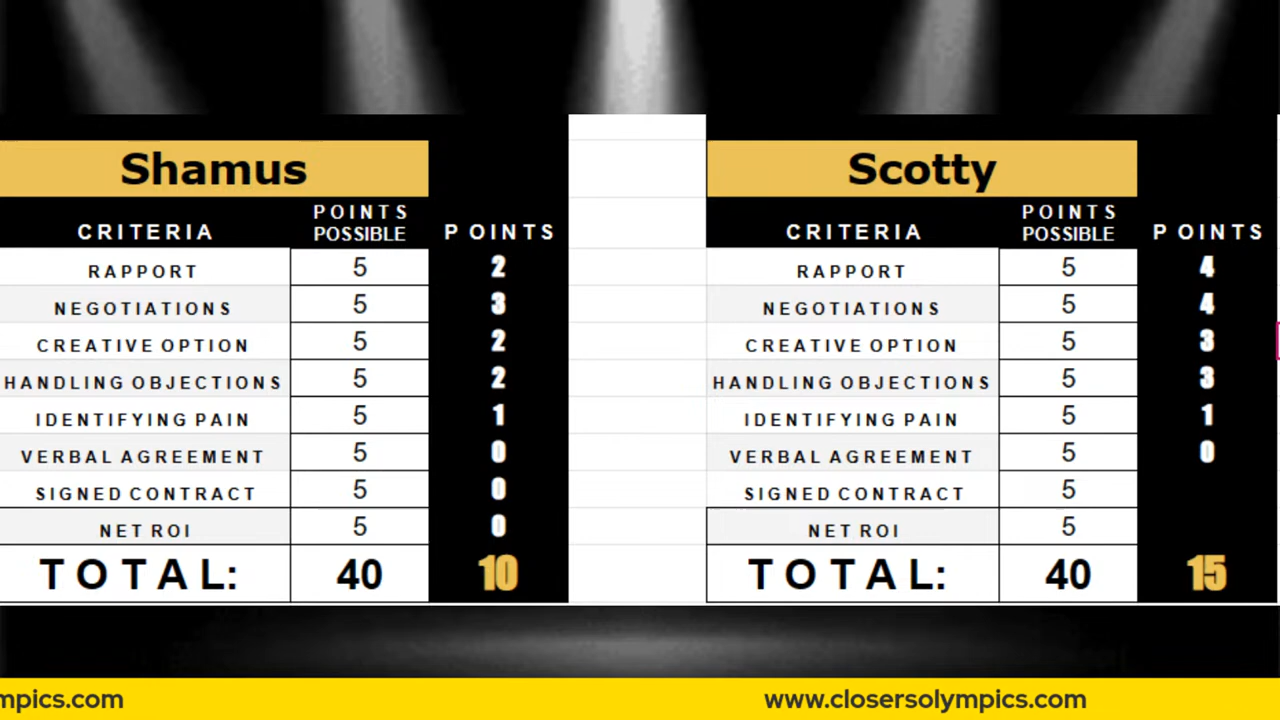 Shamus
CRITERIA POINTS POSSIBLE POINTS
RAPPORT 5 2
NEGOTIATIONS 5 3
CREATIVE OPTION 5 2
HANDLING OBJECTIONS 5 2
IDENTIFYING PAIN 5 1
VERBAL AGREEMENT 5 0
SIGNED CONTRACT 5 0
NET ROI 5 0
TOTAL: 40 10
Scotty
CRITERIA POINTS POSSIBLE POINTS
RAPPORT 5 4
NEGOTIATIONS 5 4
CREATIVE OPTION 5 3
HANDLING OBJECTIONS 5 3
IDENTIFYING PAIN 5 1
VERBAL AGREEMENT 5 0
SIGNED CONTRACT 5
NET ROI 5
TOTAL: 40 15
mpics.com www.closersolympics.com